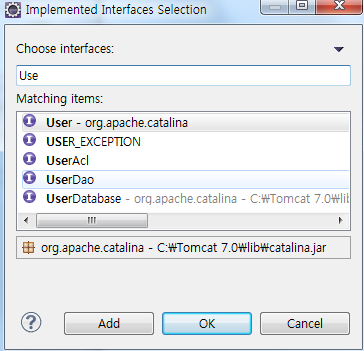 Implemented Interfaces Selection
Choose interfaces:
Use
Matching items:
User - org.apache.catalina
USER_EXCEPTION
UserAcl
UserDao
UserDatabase - org.apache.catalina - C:₩Tomcat 7.0₩lib
org.apache.catalina - C:₩Tomcat 7.0₩lib₩catalina.jar
?
Add
OK
Cancel